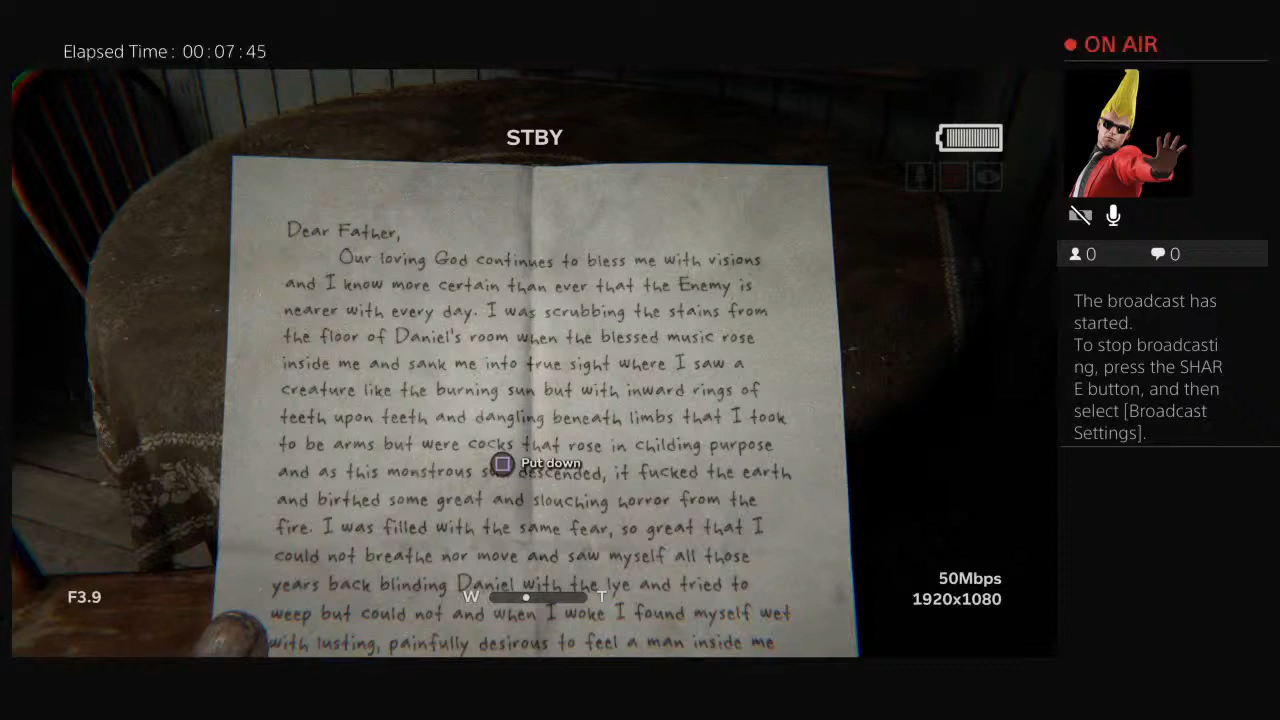 Elapsed Time: 00:07:45
ON AIR
STBY
0 0
The broadcast has
started.
To stop broadcasti
ng, press the SHAR
E button, and then
select [Broadcast
Settings].
Dear Father,
Our loving God continues to bless me with visions
and I know more certain than ever that the Enemy is
nearer with every day. I was scrubbing the stains from
the floor of Daniel's room when the blessed music rose
inside me and sank me into true sight where I saw a
creature like the burning sun but with inward rings of
teeth upon teeth and dangling beneath limbs that I took
to be arms but were cocks that rose in childing purpose
Put down
and as this monstrous descended, it fucked the earth
and birthed some great and slouching horror from the
fire. I was filled with the same fear, so great that I
could not breathe nor move and saw myself all those
years back blinding Daniel with the lye and tried to
W T
weep but could not and when I woke I found myself wet
with lusting, painfully desirous to feel a man inside me
F3.9
50Mbps
1920x1080